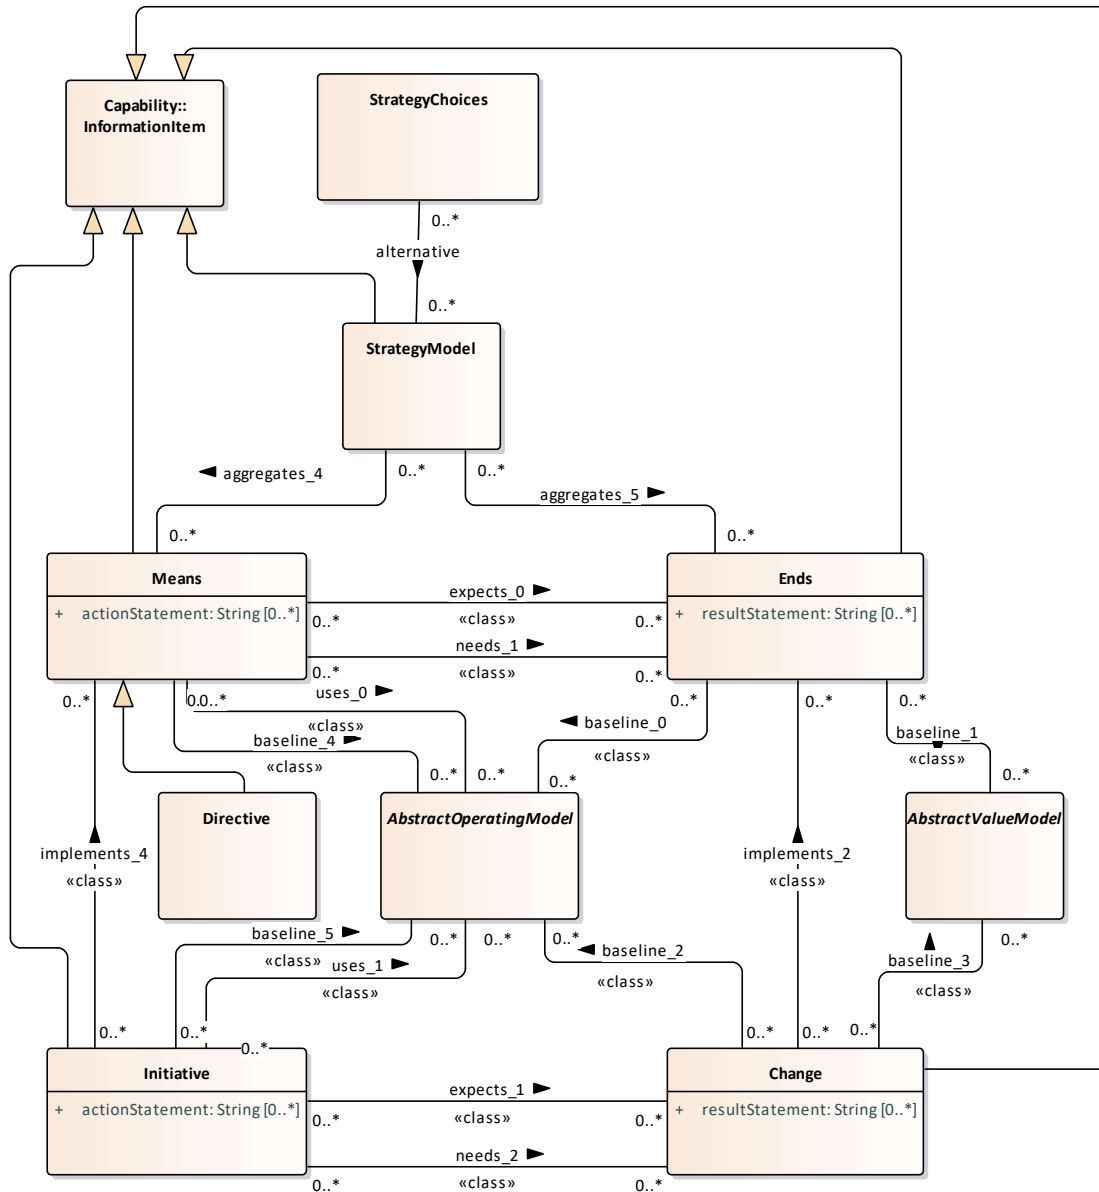 Capability::
InformationItem
StrategyChoices
0..*
alternative
0..*
StrategyModel
0..*
0..*
aggregates_4
aggregates_5
0..*
0..*
Means
+ actionStatement: String [0..*]
Ends
+ resultStatement: String [0..*]
expects_0
0..*
«class»
0..*
needs_1
0..*
«class»
0..*
0..*
0.0..*
uses_0
«class»
baseline_4
«class»
0..*
0..*
0..*
baseline_0
«class»
0..*
0..*
0..*
baseline_1
«class»
0..*
Directive
AbstractOperatingModel
AbstractValueModel
implements_4
«class»
implements_2
«class»
baseline_5
«class»
0..*
0..*
0..*
uses_1
«class»
baseline_2
«class»
0..*
baseline_3
«class»
0..*
0..*
0..*
0..*
0..*
0..*
Initiative
+ actionStatement: String [0..*]
Change
+ resultStatement: String [0..*]
expects_1
0..*
«class»
0..*
needs_2
0..*
«class»
0..*